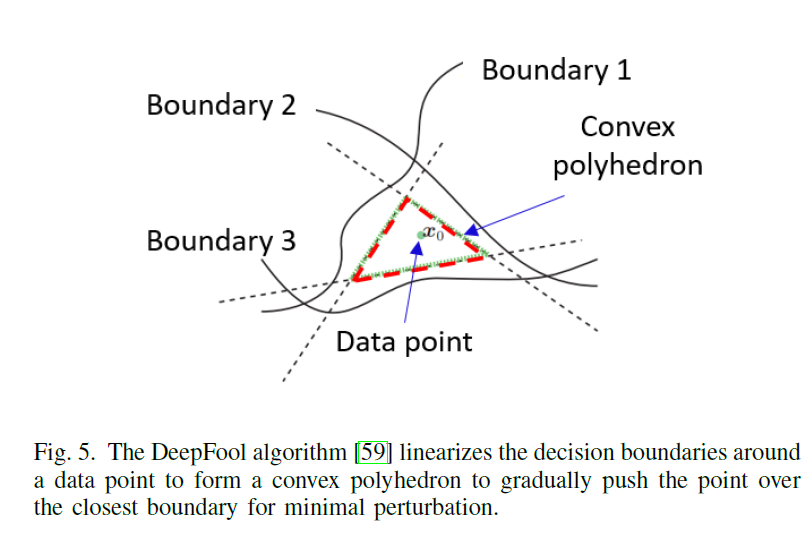 Boundary 1
Boundary 2
Convex
polyhedron
x₀
Boundary 3
Data point
Fig. 5. The DeepFool algorithm [59] linearizes the decision boundaries around
a data point to form a convex polyhedron to gradually push the point over
the closest boundary for minimal perturbation.